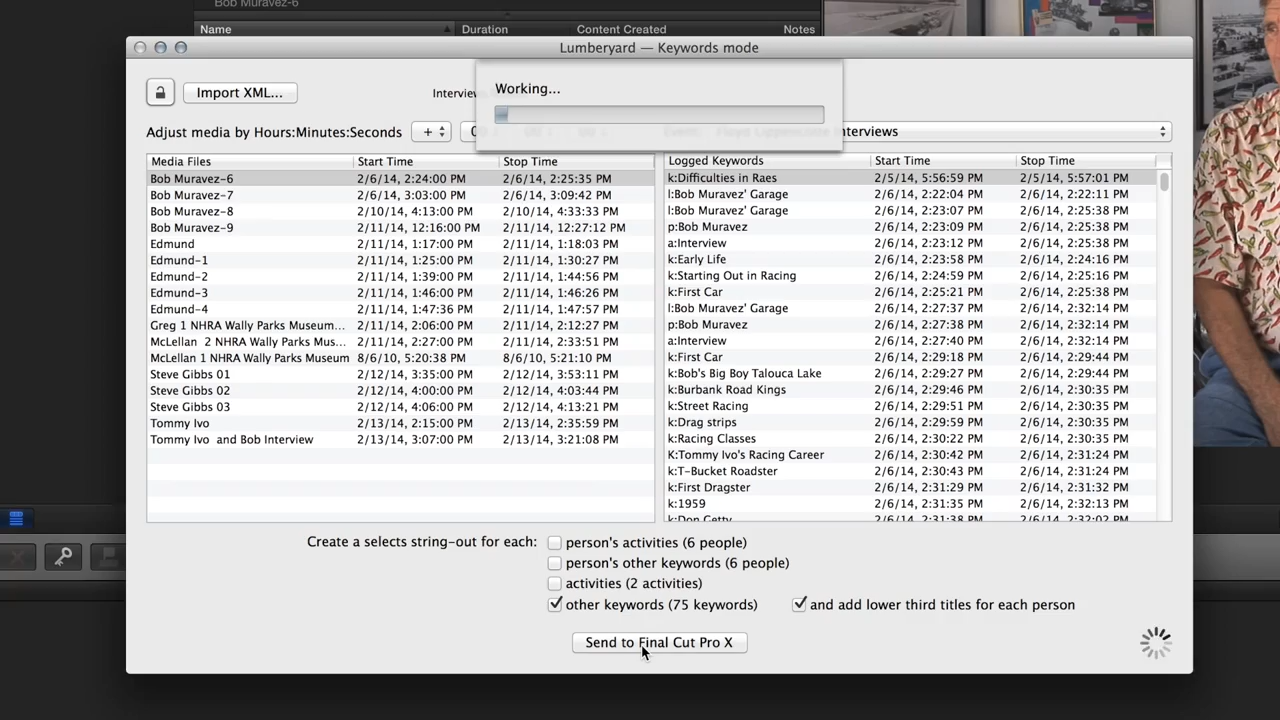 Bob Muravez-6
Name Duration Content Created Notes
Lumberyard — Keywords mode
Import XML... Interviews
Working...
Adjust media by Hours:Minutes:Seconds + Interviews
Media Files Start Time Stop Time
Bob Muravez-6 2/6/14, 2:24:00 PM 2/6/14, 2:25:35 PM
Bob Muravez-7 2/6/14, 3:03:00 PM 2/6/14, 3:09:42 PM
Bob Muravez-8 2/10/14, 4:13:00 PM 2/10/14, 4:33:33 PM
Bob Muravez-9 2/11/14, 12:16:00 PM 2/11/14, 12:27:12 PM
Edmund 2/11/14, 1:17:00 PM 2/11/14, 1:18:03 PM
Edmund-1 2/11/14, 1:25:00 PM 2/11/14, 1:30:27 PM
Edmund-2 2/11/14, 1:39:00 PM 2/11/14, 1:44:56 PM
Edmund-3 2/11/14, 1:46:00 PM 2/11/14, 1:46:26 PM
Edmund-4 2/11/14, 1:47:36 PM 2/11/14, 1:47:57 PM
Greg 1 NHRA Wally Parks Museum... 2/11/14, 2:06:00 PM 2/11/14, 2:12:27 PM
McLellan 2 NHRA Wally Parks Mus... 2/11/14, 2:27:00 PM 2/11/14, 2:33:51 PM
McLellan 1 NHRA Wally Parks Museum 8/6/10, 5:20:38 PM 8/6/10, 5:21:10 PM
Steve Gibbs 01 2/12/14, 3:35:00 PM 2/12/14, 3:53:11 PM
Steve Gibbs 02 2/12/14, 4:00:00 PM 2/12/14, 4:03:44 PM
Steve Gibbs 03 2/12/14, 4:06:00 PM 2/12/14, 4:13:21 PM
Tommy Ivo 2/13/14, 2:15:00 PM 2/13/14, 2:35:59 PM
Tommy Ivo and Bob Interview 2/13/14, 3:07:00 PM 2/13/14, 3:21:08 PM
Logged Keywords Start Time Stop Time
k:Difficulties in Raes 2/5/14, 5:56:59 PM 2/5/14, 5:57:01 PM
l:Bob Muravez' Garage 2/6/14, 2:22:04 PM 2/6/14, 2:22:11 PM
l:Bob Muravez' Garage 2/6/14, 2:23:07 PM 2/6/14, 2:25:38 PM
p:Bob Muravez 2/6/14, 2:23:09 PM 2/6/14, 2:25:38 PM
a:Interview 2/6/14, 2:23:12 PM 2/6/14, 2:25:38 PM
k:Early Life 2/6/14, 2:23:58 PM 2/6/14, 2:24:16 PM
k:Starting Out in Racing 2/6/14, 2:24:59 PM 2/6/14, 2:25:16 PM
k:First Car 2/6/14, 2:25:21 PM 2/6/14, 2:25:38 PM
l:Bob Muravez' Garage 2/6/14, 2:27:37 PM 2/6/14, 2:32:14 PM
p:Bob Muravez 2/6/14, 2:27:38 PM 2/6/14, 2:32:14 PM
a:Interview 2/6/14, 2:27:40 PM 2/6/14, 2:32:14 PM
k:First Car 2/6/14, 2:29:18 PM 2/6/14, 2:29:44 PM
k:Bob's Big Boy Talouca Lake 2/6/14, 2:29:27 PM 2/6/14, 2:29:44 PM
k:Burbank Road Kings 2/6/14, 2:29:46 PM 2/6/14, 2:30:35 PM
k:Street Racing 2/6/14, 2:29:51 PM 2/6/14, 2:30:35 PM
k:Drag strips 2/6/14, 2:29:59 PM 2/6/14, 2:30:35 PM
k:Racing Classes 2/6/14, 2:30:22 PM 2/6/14, 2:30:35 PM
K:Tommy Ivo's Racing Career 2/6/14, 2:30:42 PM 2/6/14, 2:31:24 PM
k:T-Bucket Roadster 2/6/14, 2:30:43 PM 2/6/14, 2:31:24 PM
k:First Dragster 2/6/14, 2:31:29 PM 2/6/14, 2:31:32 PM
k:1959 2/6/14, 2:31:35 PM 2/6/14, 2:32:13 PM
k:Don Getty 2/6/14, 2:31:38 PM 2/6/14, 2:32:02 PM
Create a selects string-out for each: person's activities (6 people)
person's other keywords (6 people)
activities (2 activities)
other keywords (75 keywords) and add lower third titles for each person
Send to Final Cut Pro X